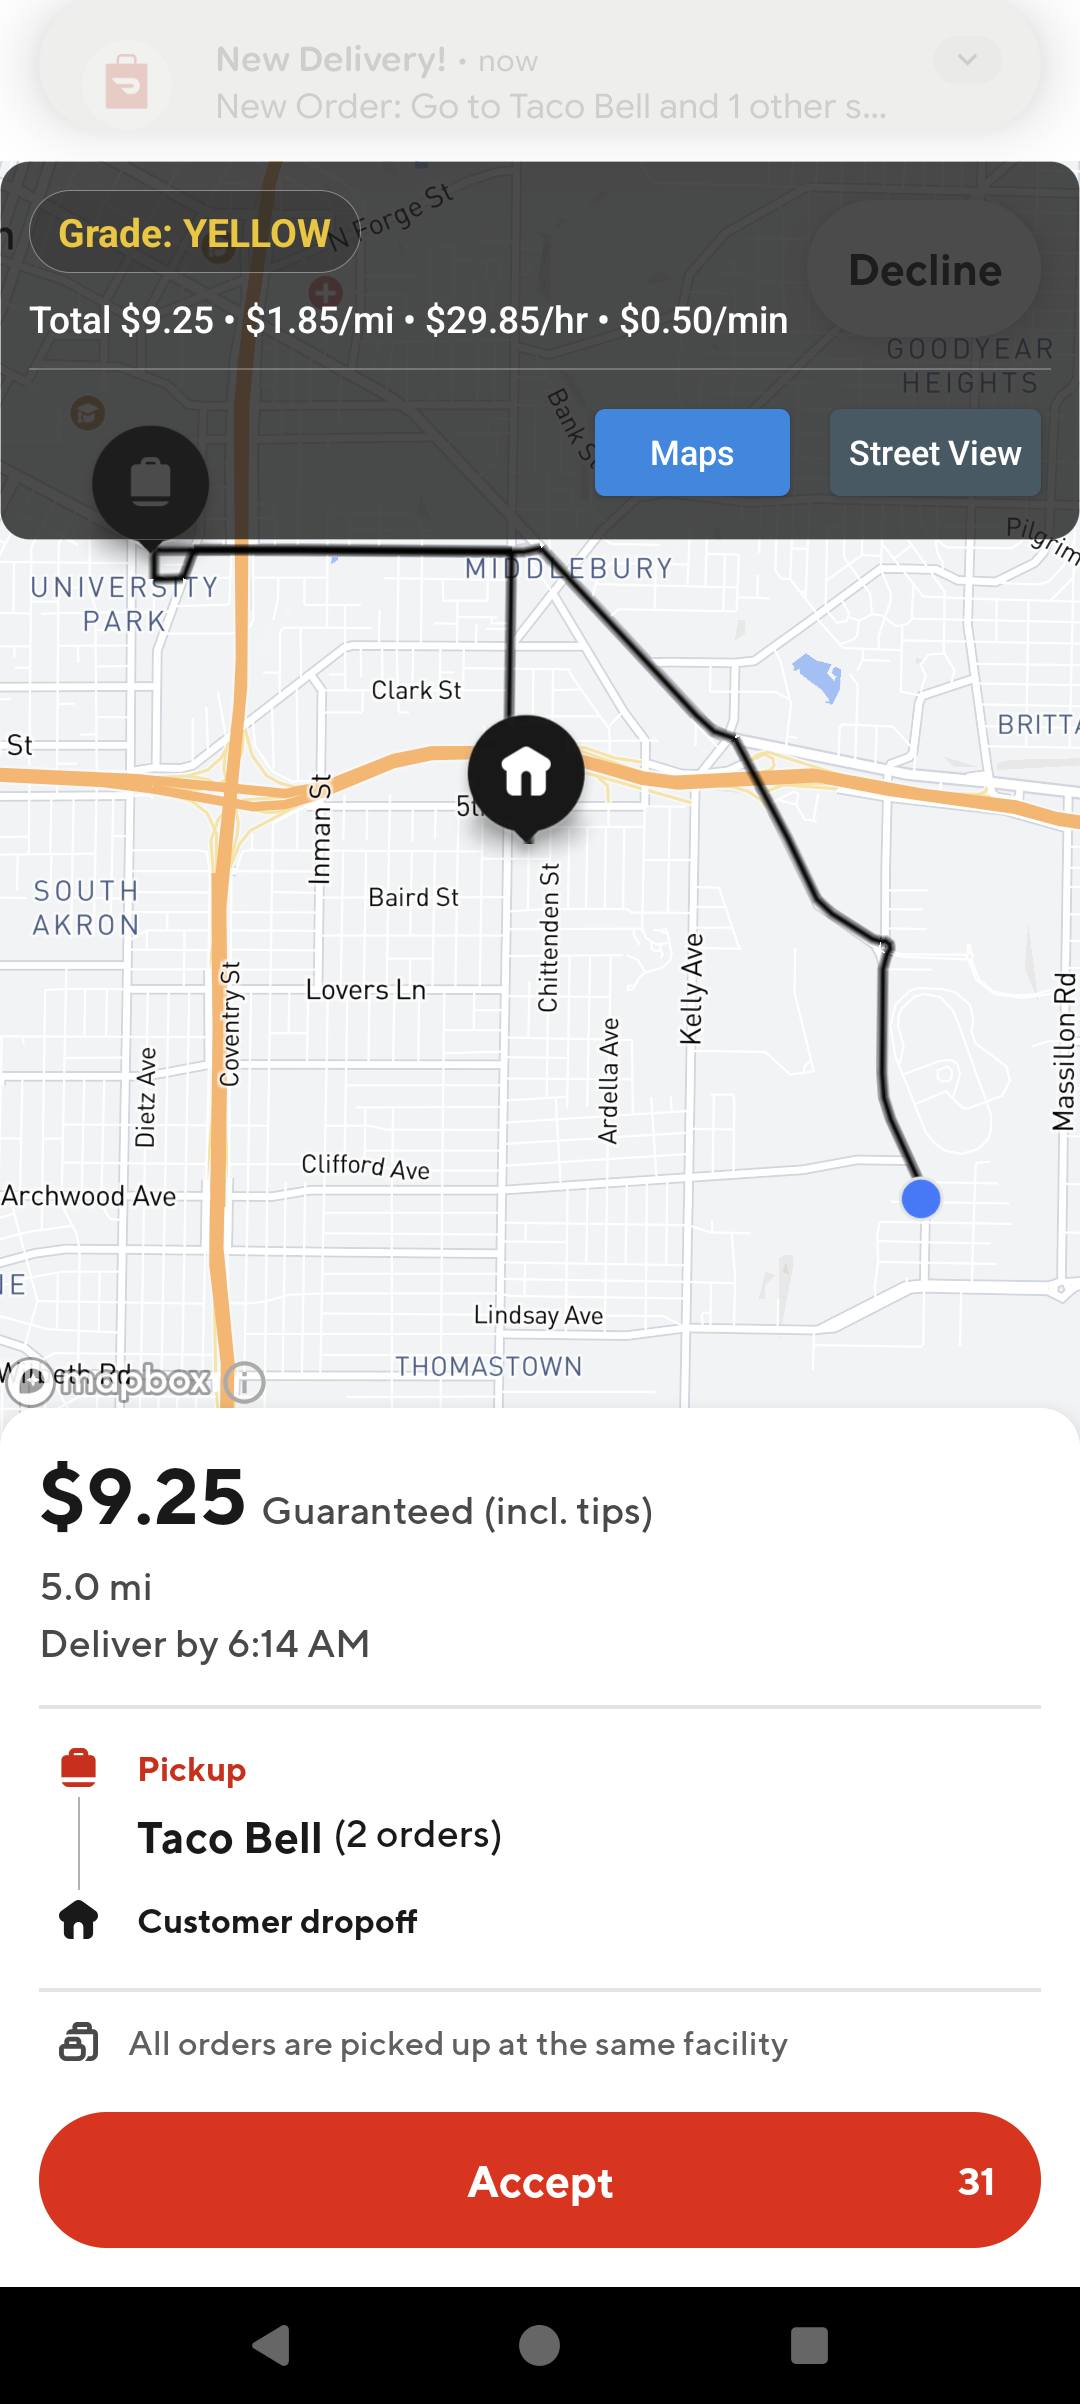 New Delivery! • now
New Order: Go to Taco Bell and 1 other s...
Grade: YELLOW
N Forge St
Decline
Total $9.25 • $1.85/mi • $29.85/hr • $0.50/min
GOODYEAR
HEIGHTS
Bank St
Maps
Street View
Pilgrim
UNIVERSITY
PARK
MIDDLEBURY
Clark St
St
BRITTA
5th
Inman St
Baird St
Chittenden St
SOUTH
AKRON
Kelly Ave
Lovers Ln
Coventry St
Massillon Rd
Ardella Ave
Dietz Ave
Clifford Ave
Archwood Ave
NE
Lindsay Ave
THOMASTOWN
mapbox
$9.25 Guaranteed (incl. tips)
5.0 mi
Deliver by 6:14 AM
Pickup
Taco Bell (2 orders)
Customer dropoff
All orders are picked up at the same facility
Accept 31